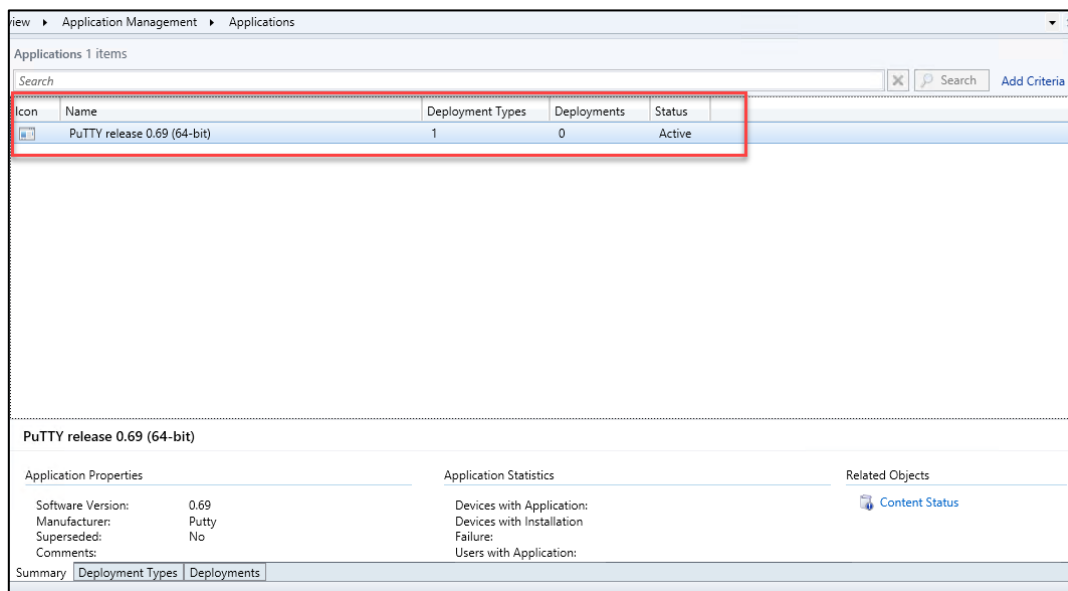 iew ▸ Application Management ▸ Applications
Applications 1 items
Search Search Add Criteria
Icon Name Deployment Types Deployments Status
PuTTY release 0.69 (64-bit) 1 0 Active
PuTTY release 0.69 (64-bit)
Application Properties Application Statistics Related Objects
Software Version: 0.69 Devices with Application: Content Status
Manufacturer: Putty Devices with Installation
Superseded: No Failure:
Comments: Users with Application:
Summary Deployment Types Deployments